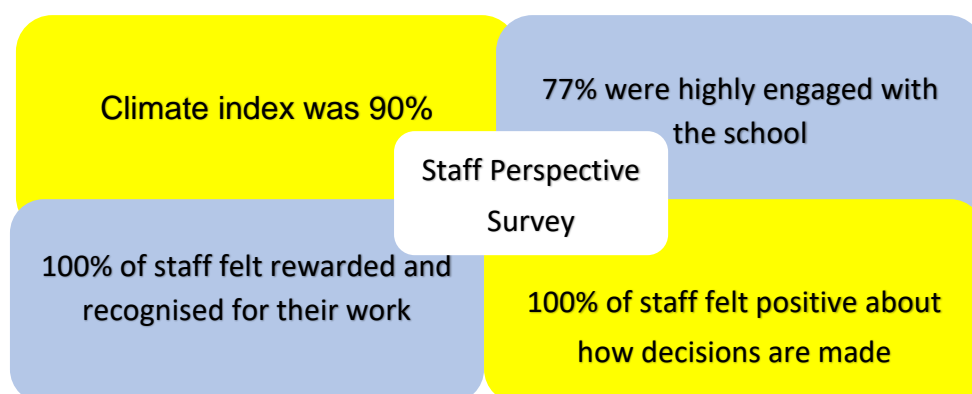 Climate index was 90%
77% were highly engaged with
the school
Staff Perspective
Survey
100% of staff felt rewarded and
recognised for their work
100% of staff felt positive about
how decisions are made